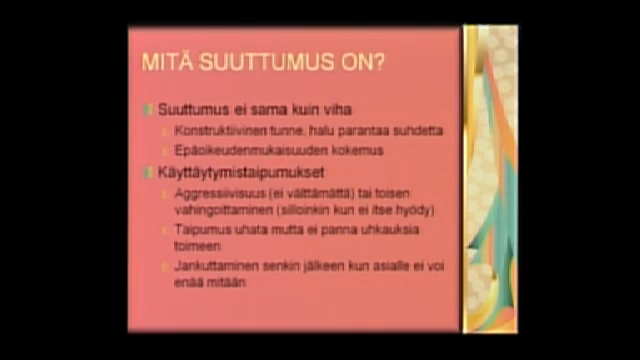 MITÄ SUUTTUMUS ON?
Suuttumus ei sama kuin viha
Konstruktiivinen tunne, halu parantaa suhdetta
Epäoikeudenmukaisuuden kokemus
Käyttäytymistaipumukset
Aggressiivisuus (ei välttämättä) tai toisen
vahingoittaminen (silloinkin kun ei itse hyödy)
Taipumus uhata mutta ei panna uhkauksia
toimeen
Jankuttaminen senkin jälkeen kun asialle ei voi
enää mitään